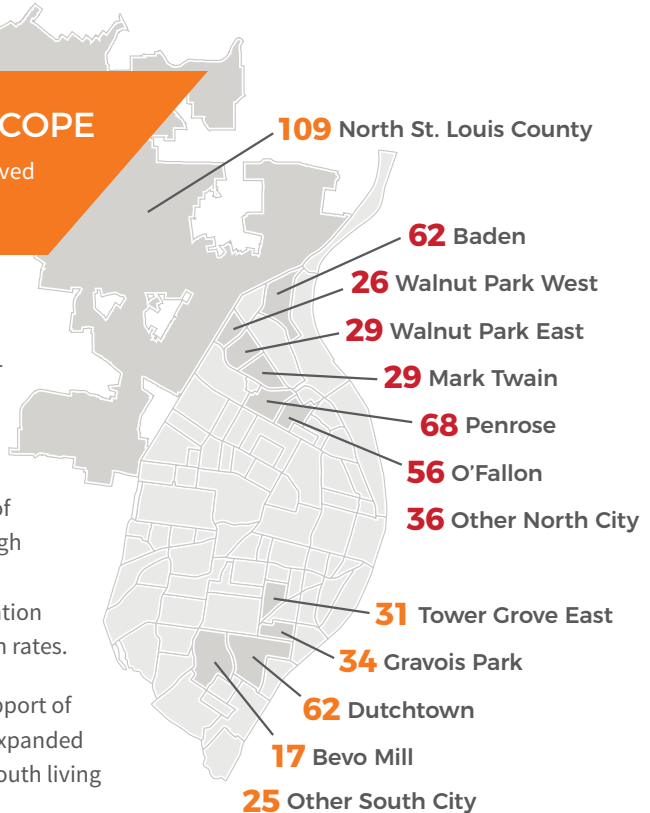 COPE
ved
109 North St. Louis County
62 Baden
26 Walnut Park West
29 Walnut Park East
29 Mark Twain
68 Penrose
56 O'Fallon
36 Other North City
of
gh
tion
n rates.
pport of
xpanded
outh living
31 Tower Grove East
34 Gravois Park
62 Dutchtown
17 Bevo Mill
25 Other South City